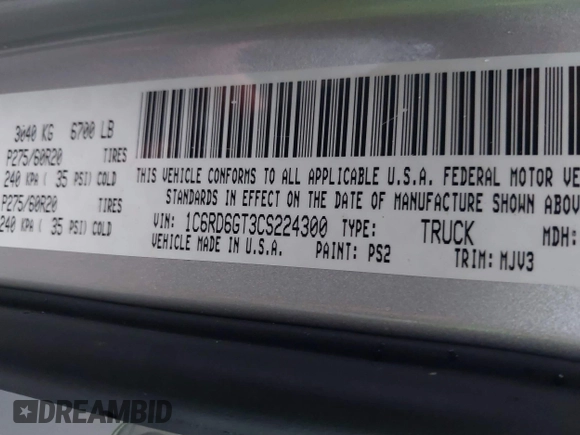 3040 KG 6700 LB
P275/60R20 TIRES
240 KPA ( 35 PSI) COLD
P275/60R20 TIRES
240 KPA ( 35 PSI) COLD
THIS VEHICLE CONFORMS TO ALL APPLICABLE U.S.A. FEDERAL MOTOR
STANDARDS IN EFFECT ON THE DATE OF MANUFACTURE SHOWN
VIN: 1C6RD6GT3CS224300 TYPE: TRUCK MDH:
VEHICLE MADE IN U.S.A. PAINT: PS2 TRIM: MJV3
DREAMBID